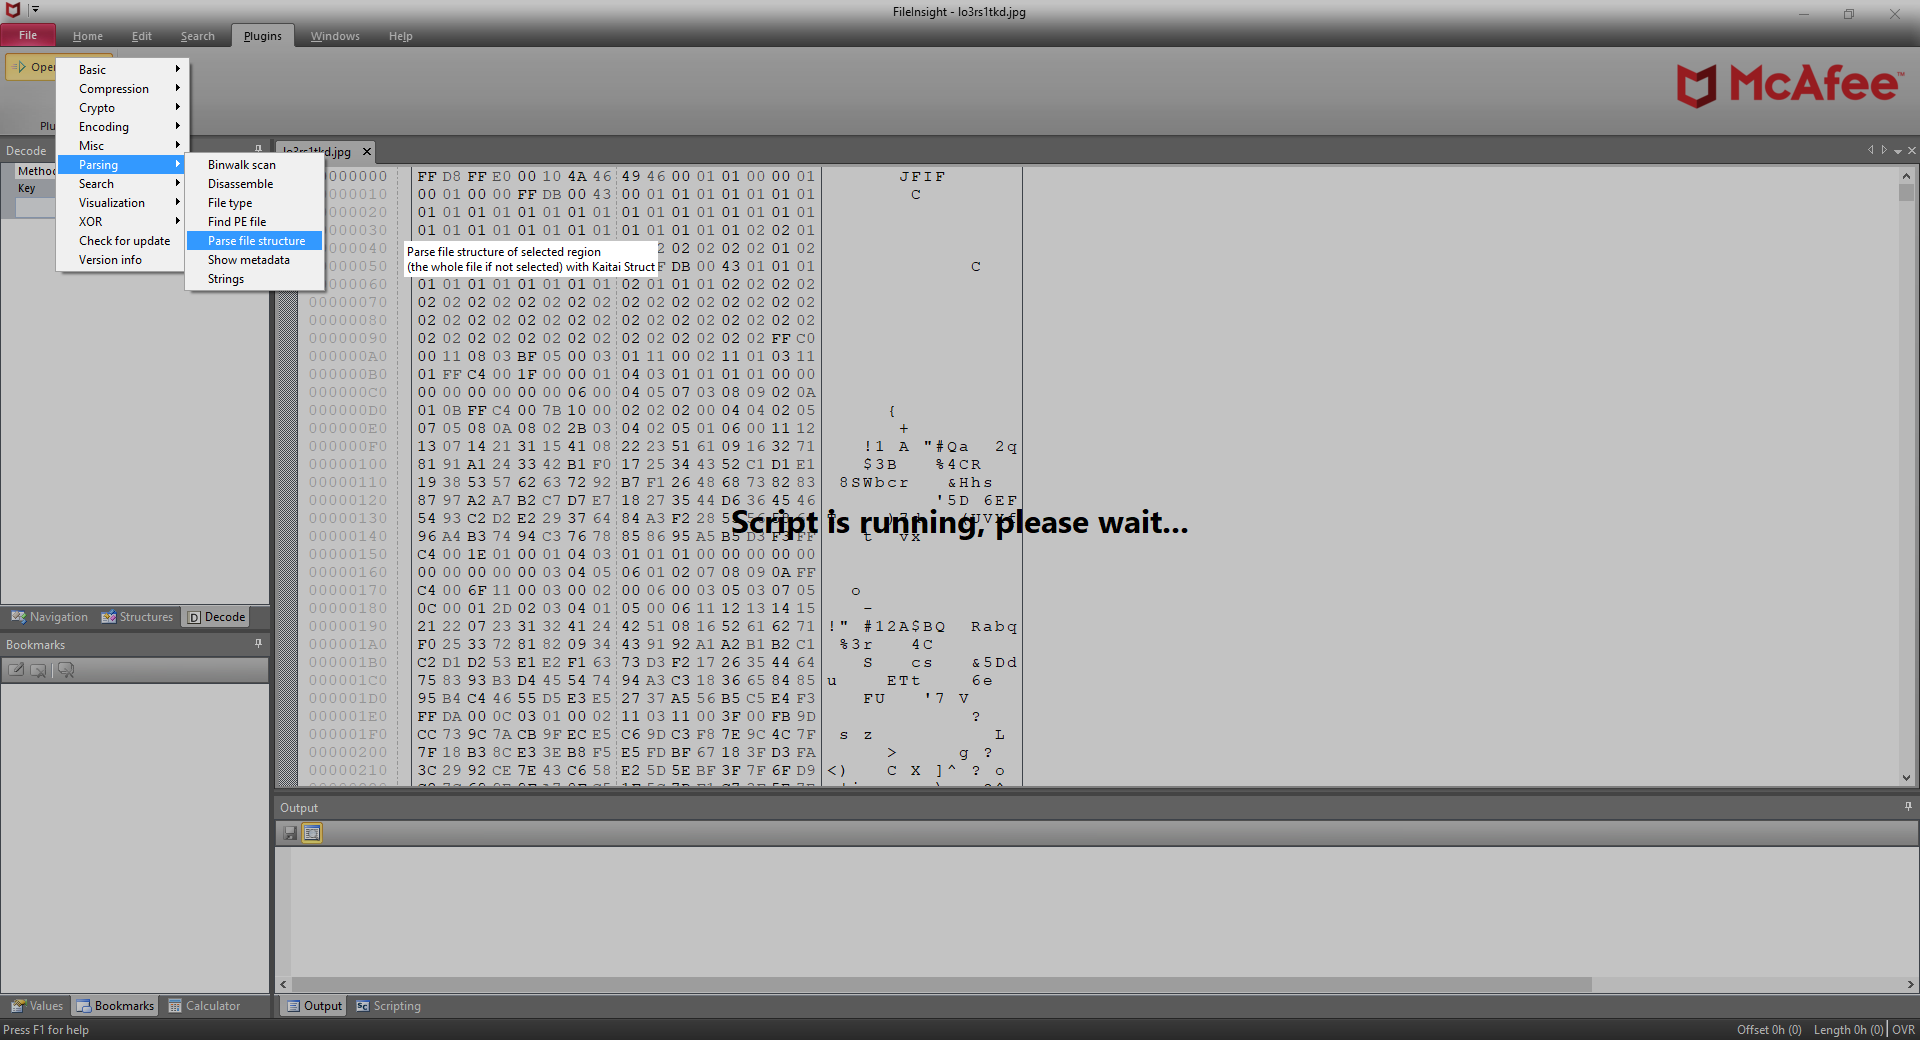 FileInsight - lo3rs1tkd.jpg
File Home Edit Search Plugins Windows Help
McAfee™
Basic
Compression
Crypto
Encoding
Misc
Parsing
Search
Visualization
XOR
Check for update
Version info
Binwalk scan
Disassemble
File type
Find PE file
Parse file structure
Show metadata
Strings
Parse file structure of selected region
(the whole file if not selected) with Kaitai Struct
Decode
Key
Navigation Structures Decode
Bookmarks
Values Bookmarks Calculator
00000000 FF D8 FF E0 00 10 4A 46 49 46 00 01 01 00 00 01 JFIF
00000010 00 01 00 00 FF DB 00 43 00 01 01 01 01 01 01 01 C
00000020 01 01 01 01 01 01 01 01 01 01 01 01 01 01 01 01
00000030 01 01 01 01 01 01 01 01 01 01 01 01 01 02 02 01
00000040 02 02 02 02 01 02
00000050 DB 00 43 01 01 01 C
00000060 01 01 01 01 01 01 01 01 02 01 01 01 02 02 02 02
00000070 02 02 02 02 02 02 02 02 02 02 02 02 02 02 02 02
00000080 02 02 02 02 02 02 02 02 02 02 02 02 02 02 02 02
00000090 02 02 02 02 02 02 02 02 02 02 02 02 02 02 FF C0
000000A0 00 11 08 03 BF 05 00 03 01 11 00 02 11 01 03 11
000000B0 01 FF C4 00 1F 00 00 01 04 03 01 01 01 01 00 00
000000C0 00 00 00 00 00 00 06 00 04 05 07 03 08 09 02 0A
000000D0 01 0B FF C4 00 7B 10 00 02 02 02 00 04 04 02 05 {
000000E0 07 05 08 0A 08 02 2B 03 04 02 05 01 06 00 11 12 +
000000F0 13 07 14 21 31 15 41 08 22 23 51 61 09 16 32 71 !1 A "#Qa 2q
00000100 81 91 A1 24 33 42 B1 F0 17 25 34 43 52 C1 D1 E1 $3B %4CR
00000110 19 38 53 57 62 63 72 92 B7 F1 26 48 68 73 82 83 8SWbcr &Hhs
00000120 87 97 A2 A7 B2 C7 D7 E7 18 27 35 44 D6 36 45 46 '5D 6EF
00000130 54 93 C2 D2 E2 29 37 64 84 A3 F2 28
Script is running, please wait...
00000140 96 A4 B3 74 94 C3 76 78 85 86 95 A5 B5 D3 F3 FF t vx
00000150 C4 00 1E 01 00 01 04 03 01 01 01 00 00 00 00 00
00000160 00 00 00 00 00 03 04 05 06 01 02 07 08 09 0A FF
00000170 C4 00 6F 11 00 03 00 02 00 06 00 03 05 03 07 05 o
00000180 0C 00 01 2D 02 03 04 01 05 00 06 11 12 13 14 15 -
00000190 21 22 07 23 31 32 41 24 42 51 08 16 52 61 62 71 !" #12A$BQ Rabq
000001A0 F0 25 33 72 81 82 09 34 43 91 92 A1 A2 B1 B2 C1 %3r 4C
000001B0 C2 D1 D2 53 E1 E2 F1 63 73 D3 F2 17 26 35 44 64 S cs &5Dd
000001C0 75 83 93 B3 D4 45 54 74 94 A3 C3 18 36 65 84 85 u ETt 6e
000001D0 95 B4 C4 46 55 D5 E3 E5 27 37 A5 56 B5 C5 E4 F3 FU '7 V
000001E0 FF DA 00 0C 03 01 00 02 11 03 11 00 3F 00 FB 9D ?
000001F0 CC 73 9C 7A CB 9F EC E5 C6 9D C3 F8 7E 9C 4C 7F s z L
00000200 7F 18 B3 8C E3 3E B8 F5 E5 FD BF 67 18 3F D3 FA > g ?
00000210 3C 29 92 CE 7E 43 C6 58 E2 5D 5E BF 3F 7F 6F D9 <) C X ]^ ? o
Output
Output Scripting
Press F1 for help
Offset 0h (0) Length 0h (0) OVR